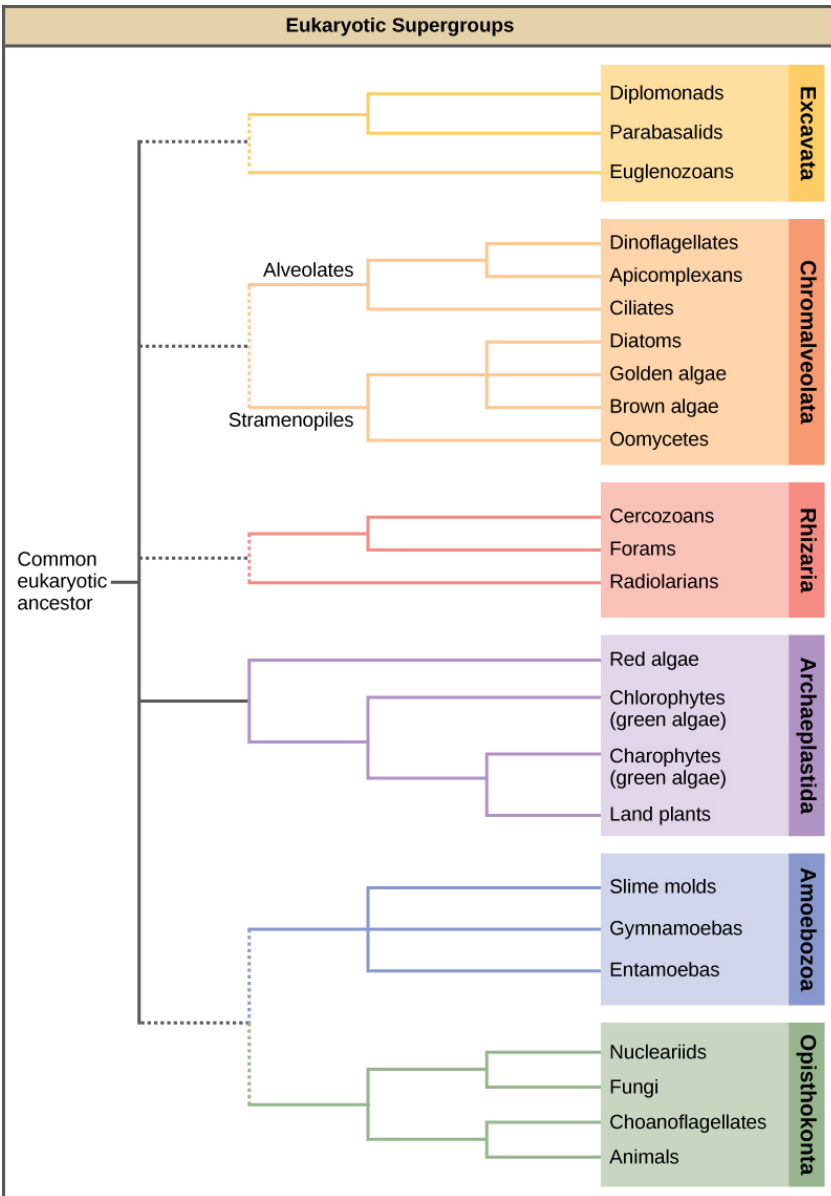 Eukaryotic Supergroups
Diplomonads
Parabasalids
Euglenozoans
Excavata
Alveolates
Dinoflagellates
Apicomplexans
Ciliates
Diatoms
Golden algae
Brown algae
Stramenopiles
Oomycetes
Chromalveolata
Common
eukaryotic
ancestor
Cercozoans
Forams
Radiolarians
Rhizaria
Red algae
Chlorophytes
(green algae)
Charophytes
(green algae)
Land plants
Archaeplastida
Slime molds
Gymnamoebas
Entamoebas
Amoebozoa
Nucleariids
Fungi
Choanoflagellates
Animals
Opisthokonta